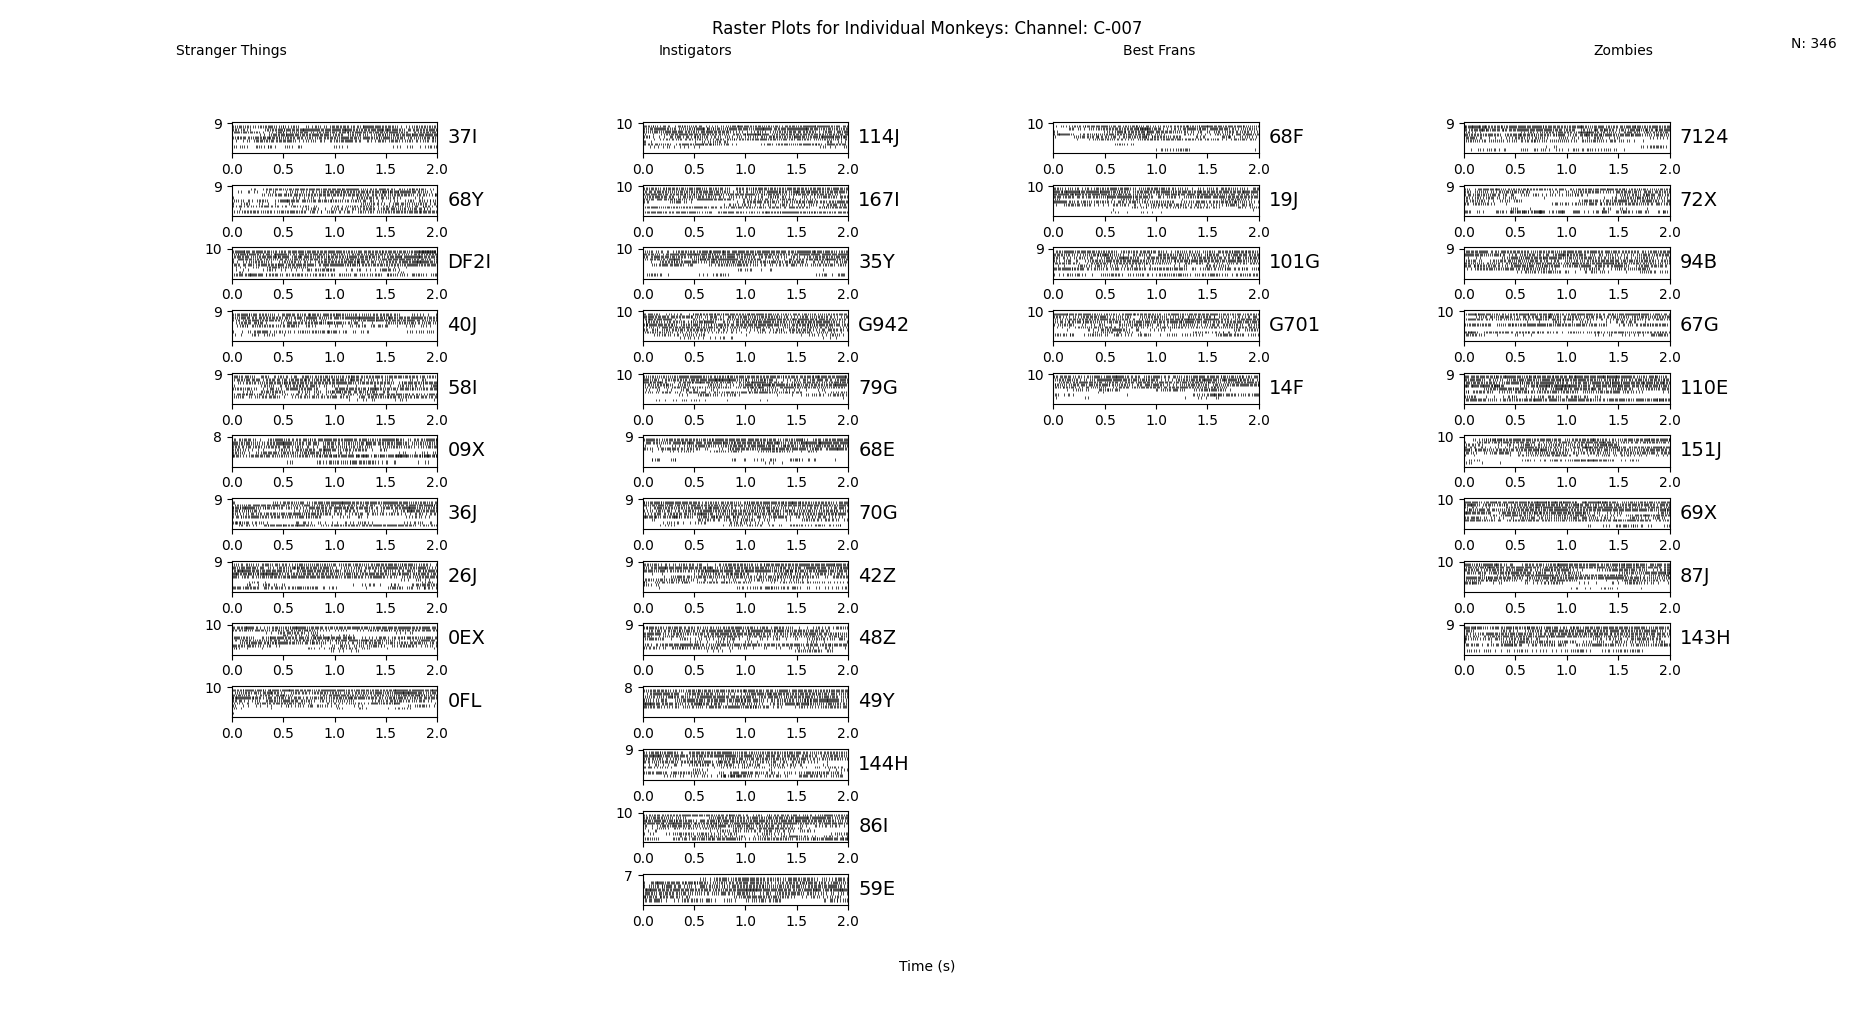 Raster Plots for Individual Monkeys: Channel: C-007
Stranger Things Instigators Best Frans Zombies N: 346
9 37I 10 114J 10 68F 9 7124
0.0 0.5 1.0 1.5 2.0 0.0 0.5 1.0 1.5 2.0 0.0 0.5 1.0 1.5 2.0 0.0 0.5 1.0 1.5 2.0
9 68Y 10 167I 10 19J 9 72X
0.0 0.5 1.0 1.5 2.0 0.0 0.5 1.0 1.5 2.0 0.0 0.5 1.0 1.5 2.0 0.0 0.5 1.0 1.5 2.0
10 DF2I 10 35Y 9 101G 9 94B
0.0 0.5 1.0 1.5 2.0 0.0 0.5 1.0 1.5 2.0 0.0 0.5 1.0 1.5 2.0 0.0 0.5 1.0 1.5 2.0
9 40J 10 G942 10 G701 10 67G
0.0 0.5 1.0 1.5 2.0 0.0 0.5 1.0 1.5 2.0 0.0 0.5 1.0 1.5 2.0 0.0 0.5 1.0 1.5 2.0
9 58I 10 79G 10 14F 9 110E
0.0 0.5 1.0 1.5 2.0 0.0 0.5 1.0 1.5 2.0 0.0 0.5 1.0 1.5 2.0 0.0 0.5 1.0 1.5 2.0
8 09X 9 68E 10 151J
0.0 0.5 1.0 1.5 2.0 0.0 0.5 1.0 1.5 2.0 0.0 0.5 1.0 1.5 2.0
9 36J 9 70G 10 69X
0.0 0.5 1.0 1.5 2.0 0.0 0.5 1.0 1.5 2.0 0.0 0.5 1.0 1.5 2.0
9 26J 9 42Z 10 87J
0.0 0.5 1.0 1.5 2.0 0.0 0.5 1.0 1.5 2.0 0.0 0.5 1.0 1.5 2.0
10 0EX 9 48Z 9 143H
0.0 0.5 1.0 1.5 2.0 0.0 0.5 1.0 1.5 2.0 0.0 0.5 1.0 1.5 2.0
10 0FL 8 49Y
0.0 0.5 1.0 1.5 2.0 0.0 0.5 1.0 1.5 2.0
9 144H
0.0 0.5 1.0 1.5 2.0
10 86I
0.0 0.5 1.0 1.5 2.0
7 59E
0.0 0.5 1.0 1.5 2.0
Time (s)